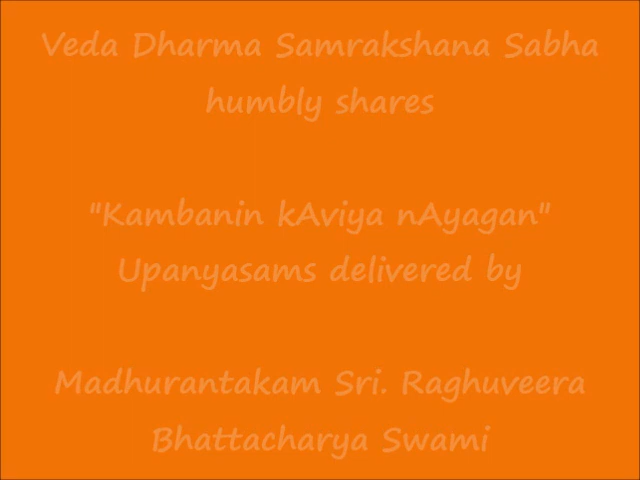 Veda Dharma Samrakshana Sabha
humbly shares
"Kambanin kAviya nAyagan"
Upanyasams delivered by
Madhurantakam Sri. Raghuveera
Bhattacharya Swami